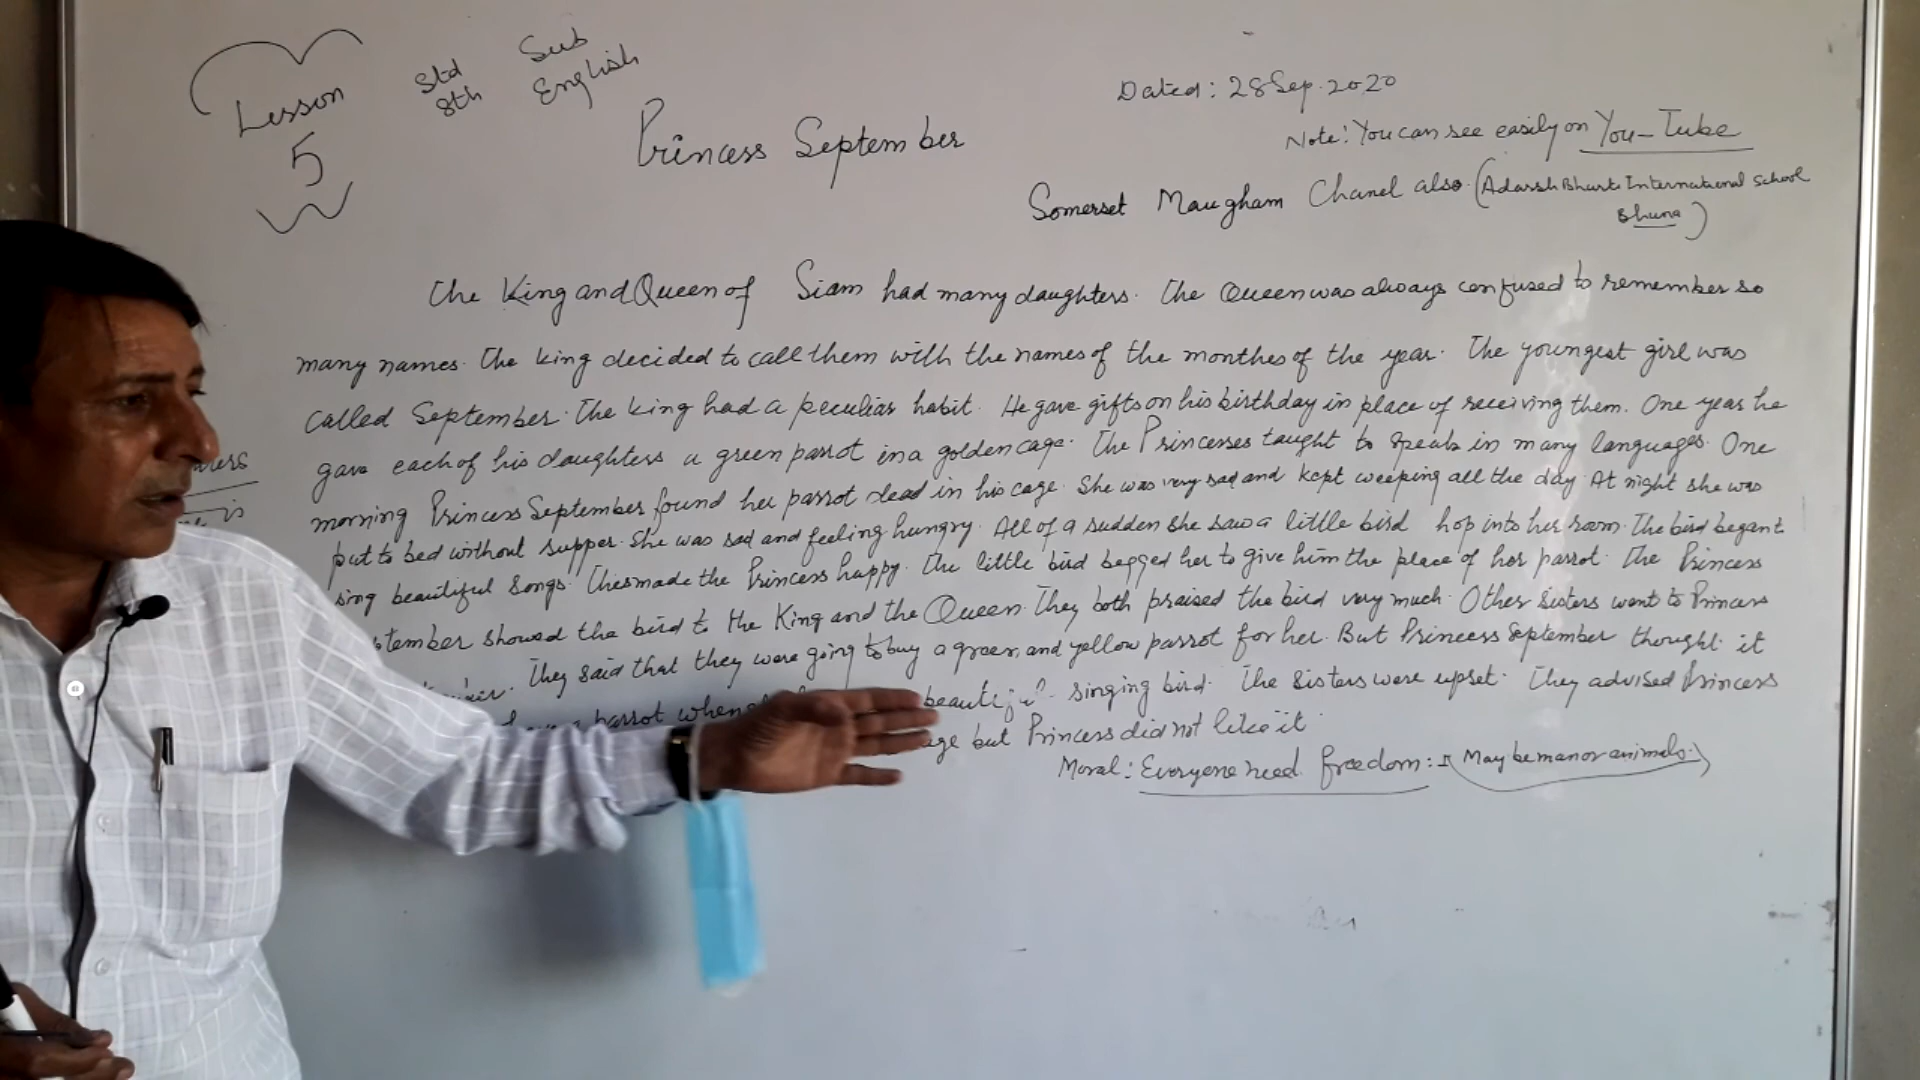 Lesson
5
Std
8th
Sub
English
Princess September
Dated: 28 Sep. 2020
Note: You can see easily on You-Tube
Somerset Maugham Chanel also (Adarsh Bharti International School
Bhuna)
The King and Queen of Siam had many daughters. The Queen was always confused to remember so
many names. The king decided to call them with the names of the monthes of the year. The youngest girl was
called September. The king had a peculiar habit. He gave gifts on his birthday in place of receiving them. One year he
gave each of his daughters a green parrot in a golden cage. The Princesses taught to speak in many languages. One
morning Princess September found her parrot dead in his cage. She was very sad and kept weeping all the day. At night she was
put to bed without supper. She was sad and feeling hungry. All of a sudden she saw a little bird hop into her room. The bird began t
sing beautiful songs. The made the Princess happy. The little bird begged her to give him the place of her parrot. The Princess
tember showed the bird to the King and the Queen. They both praised the bird very much. Other Sisters went to Princess
They said that they were going to buy a green and yellow parrot for her. But Princess September thought it
parrot when beautiful singing bird. The Sisters were upset. They advised Princess
age but Princess did not like it.
Moral: Everyone need freedom:- May be man or animals.)
is